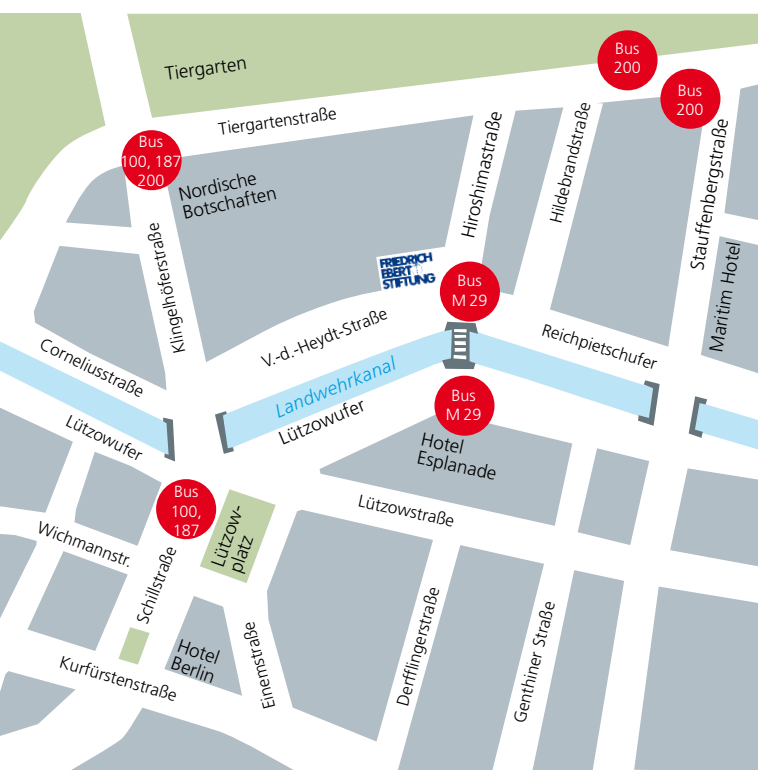 Bus
200
Tiergarten
Bus
200
Tiergartenstraße
Bus
100, 187
200
Nordische
Botschaften
Hiroshimastraße
Hildebrandstraße
Stauffenbergstraße
Klingelhöferstraße
FRIEDRICH
EBERT
STIFTUNG
Bus
M 29
Maritim Hotel
V.-d.-Heydt-Straße
Reichpietschufer
Corneliusstraße
Landwehrkanal
Bus
M 29
Lützowufer
Lützowufer
Hotel
Esplanade
Bus
100,
187
Lützowstraße
Lützow-
platz
Wichmannstr.
Schillstraße
Derfflingerstraße
Genthiner Straße
Einemstraße
Hotel
Berlin
Kurfürstenstraße